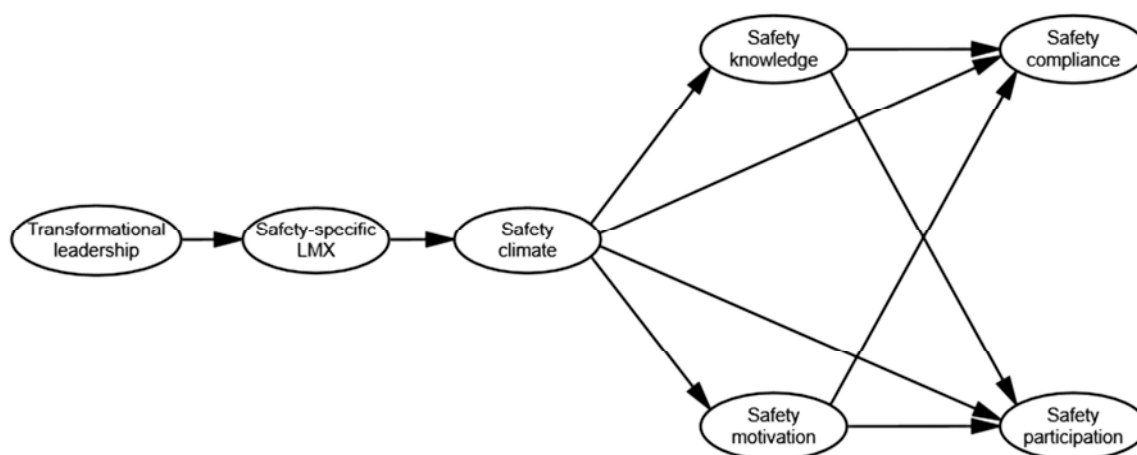 Safety
knowledge
Safety
compliance
Transformational
leadership
Safety-specific
LMX
Safety
climate
Safety
motivation
Safety
participation